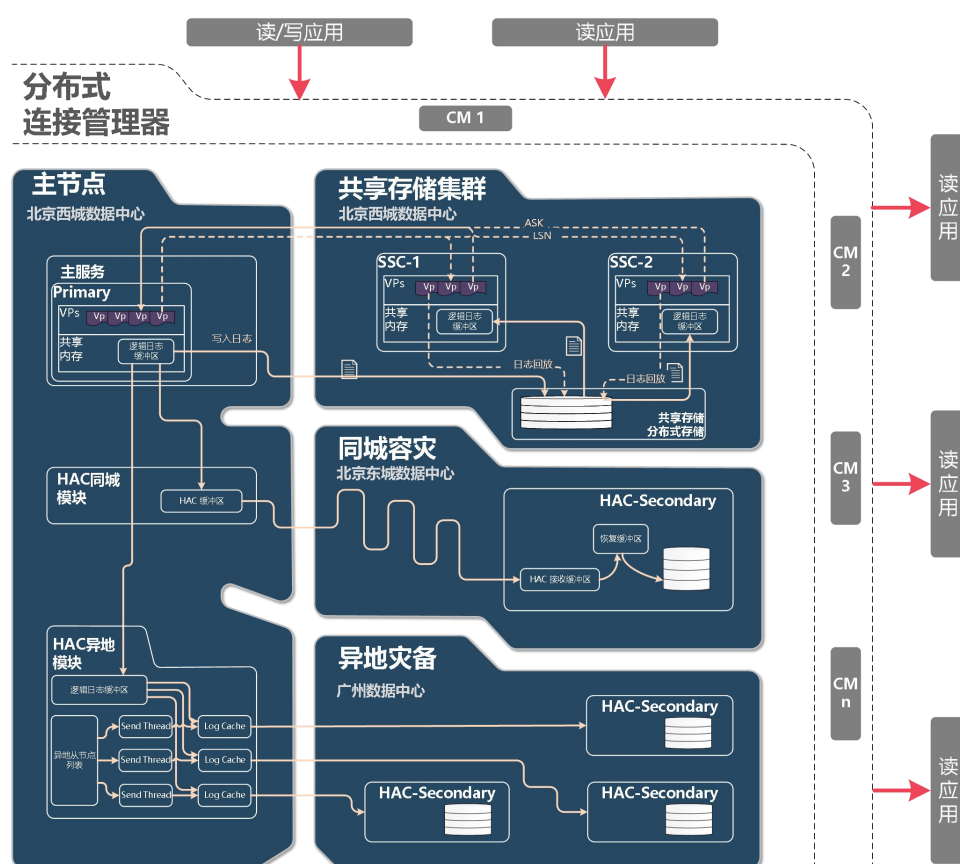 读/写应用
读应用
分布式
连接管理器
CM 1
主节点
北京西城数据中心
主服务
Primary
VPs
Vp Vp Vp Vp
共享
内存
逻辑日志
缓冲区
写入日志
HAC同城
模块
HAC 缓冲区
HAC异地
模块
逻辑日志缓冲区
异地从节点
列表
Send Thread
Log Cache
Send Thread
Log Cache
Send Thread
Log Cache
共享存储集群
北京西城数据中心
ASK
LSN
SSC-1
VPs
Vp Vp Vp
共享
内存
逻辑日志
缓冲区
SSC-2
VPs
Vp Vp Vp
共享
内存
逻辑日志
缓冲区
日志回放
日志回放
共享存储
分布式存储
同城容灾
北京东城数据中心
HAC-Secondary
恢复缓冲区
HAC 接收缓冲区
异地灾备
广州数据中心
HAC-Secondary
HAC-Secondary
HAC-Secondary
CM
2
CM
3
CM
n
读
应
用
读
应
用
读
应
用